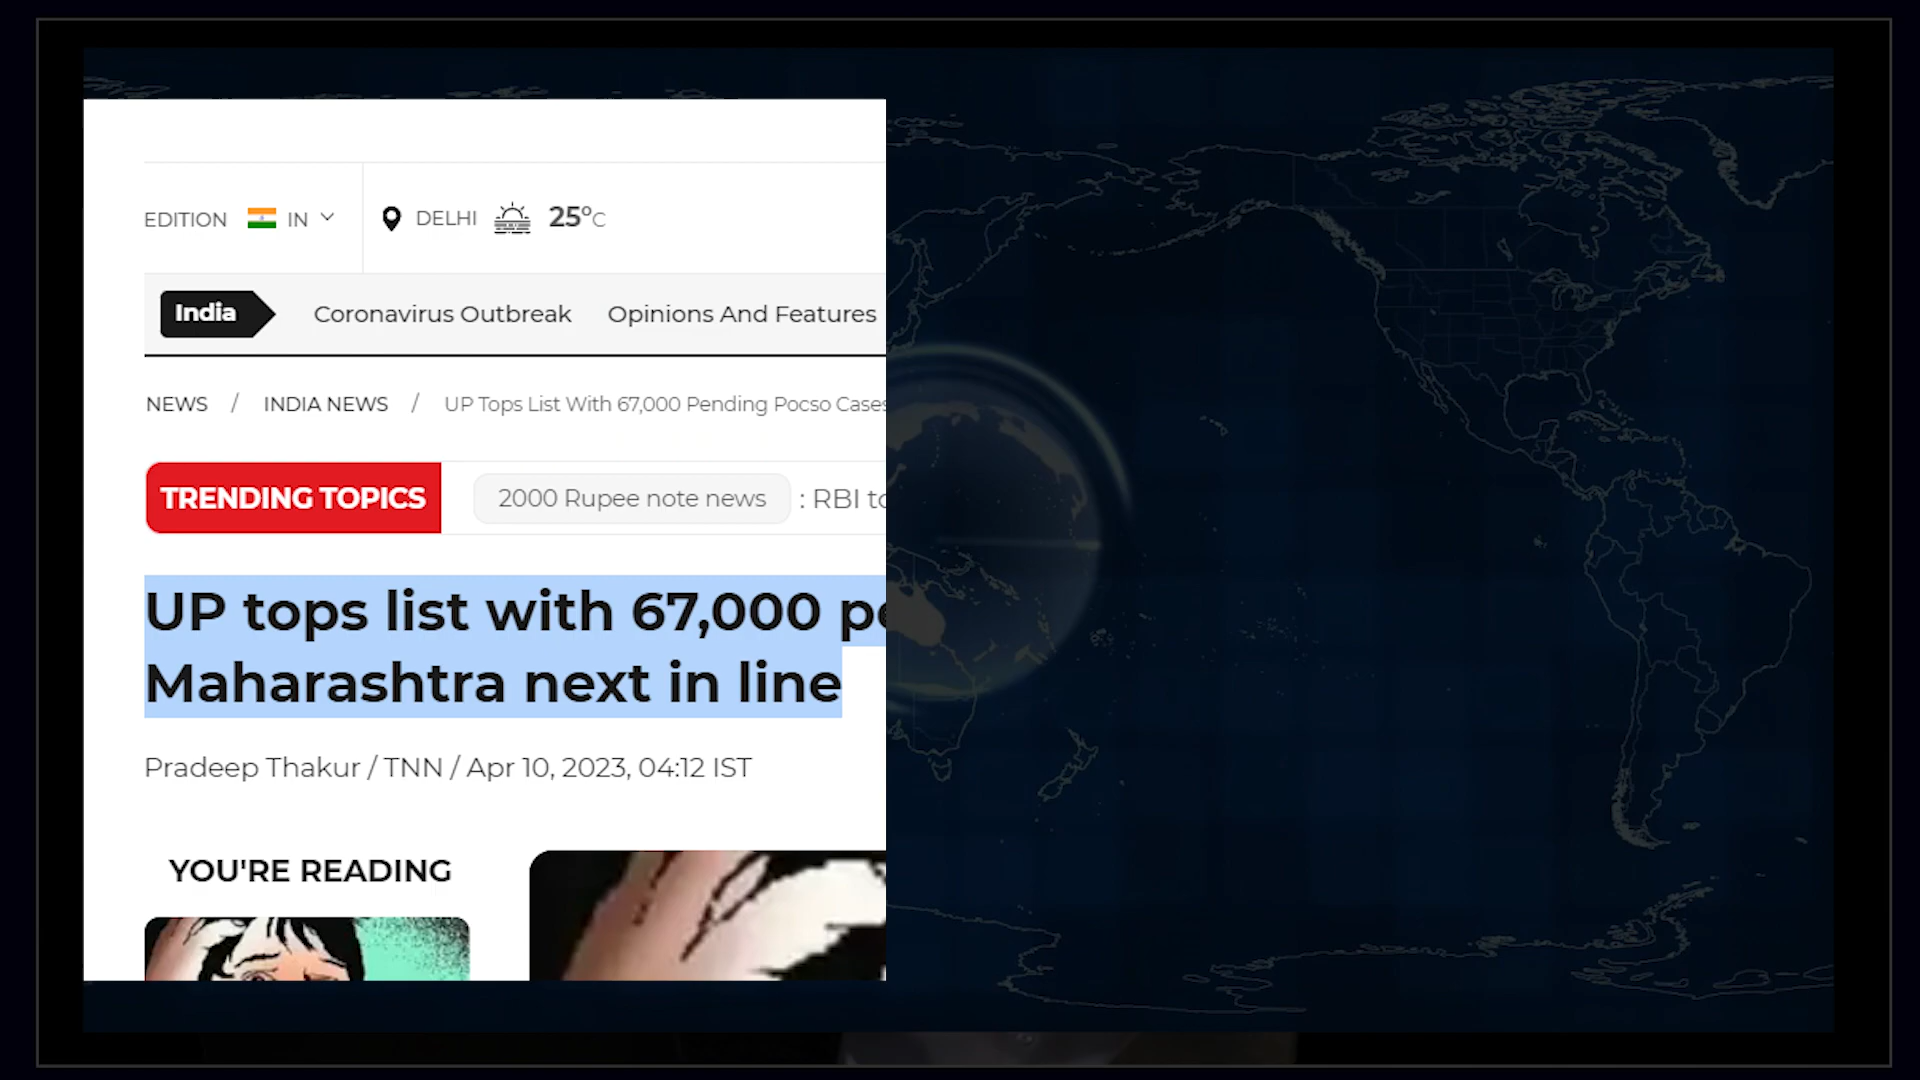 EDITION IN DELHI 25°C
India Coronavirus Outbreak Opinions And Features
NEWS / INDIA NEWS / UP Tops List With 67,000 Pending Pocso Cases
TRENDING TOPICS 2000 Rupee note news : RBI
UP tops list with 67,000
Maharashtra next in line
Pradeep Thakur / TNN / Apr 10, 2023, 04:12 IST
YOU'RE READING